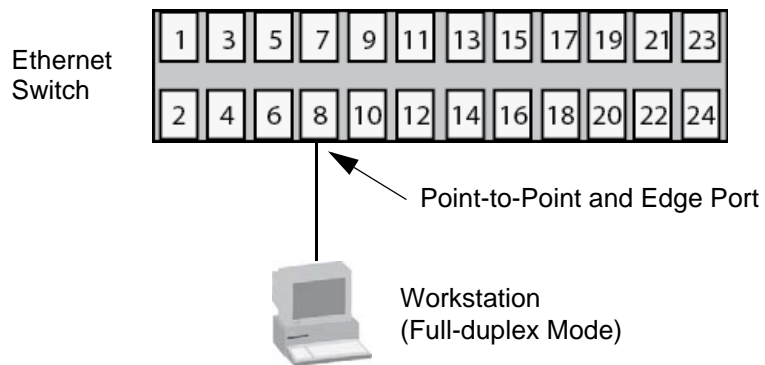 Ethernet
Switch
1 3 5 7 9 11 13 15 17 19 21 23
2 4 6 8 10 12 14 16 18 20 22 24
Point-to-Point and Edge Port
Workstation
(Full-duplex Mode)